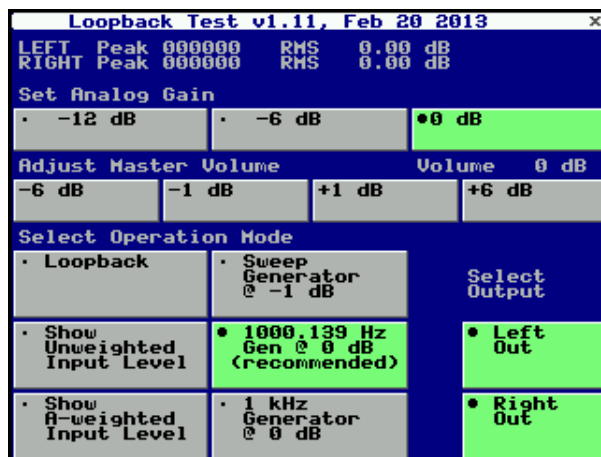 Loopback Test v1.11, Feb 20 2013 x
LEFT Peak 000000 RMS 0.00 dB
RIGHT Peak 000000 RMS 0.00 dB
Set Analog Gain
· -12 dB · -6 dB ●0 dB
Adjust Master Volume Volume 0 dB
-6 dB -1 dB +1 dB +6 dB
Select Operation Mode
· Loopback
· Sweep
Generator
@ -1 dB
Select
Output
· Show
Unweighted
Input Level
● 1000.139 Hz
Gen @ 0 dB
(recommended)
● Left
Out
· Show
A-weighted
Input Level
· 1 kHz
Generator
@ 0 dB
● Right
Out